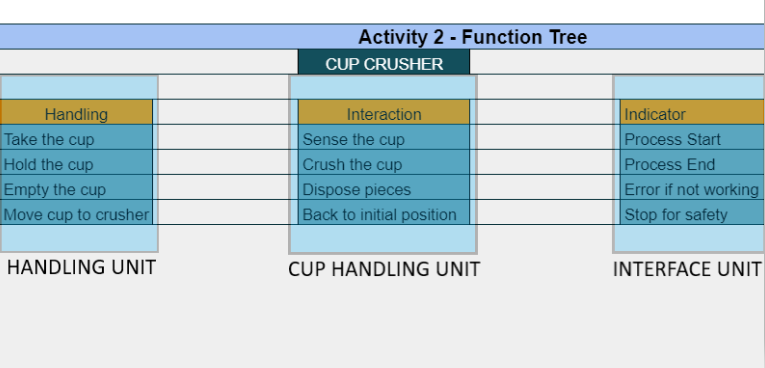 Activity 2 - Function Tree
CUP CRUSHER
Handling
Take the cup
Hold the cup
Empty the cup
Move cup to crusher
HANDLING UNIT
Interaction
Sense the cup
Crush the cup
Dispose pieces
Back to initial position
CUP HANDLING UNIT
Indicator
Process Start
Process End
Error if not working
Stop for safety
INTERFACE UNIT